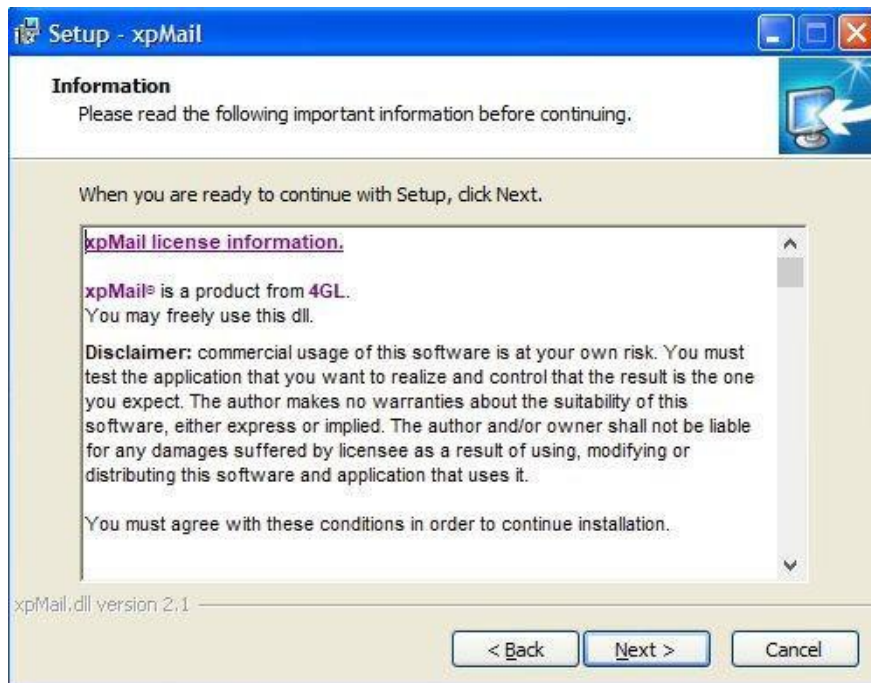 Setup - xpMail
Information
Please read the following important information before continuing.
When you are ready to continue with Setup, click Next.
xpMail license information.
xpMail® is a product from 4GL.
You may freely use this dll.
Disclaimer: commercial usage of this software is at your own risk. You must
test the application that you want to realize and control that the result is the one
you expect. The author makes no warranties about the suitability of this
software, either express or implied. The author and/or owner shall not be liable
for any damages suffered by licensee as a result of using, modifying or
distributing this software and application that uses it.
You must agree with these conditions in order to continue installation.
xpMail.dll version 2.1
< Back
Next >
Cancel